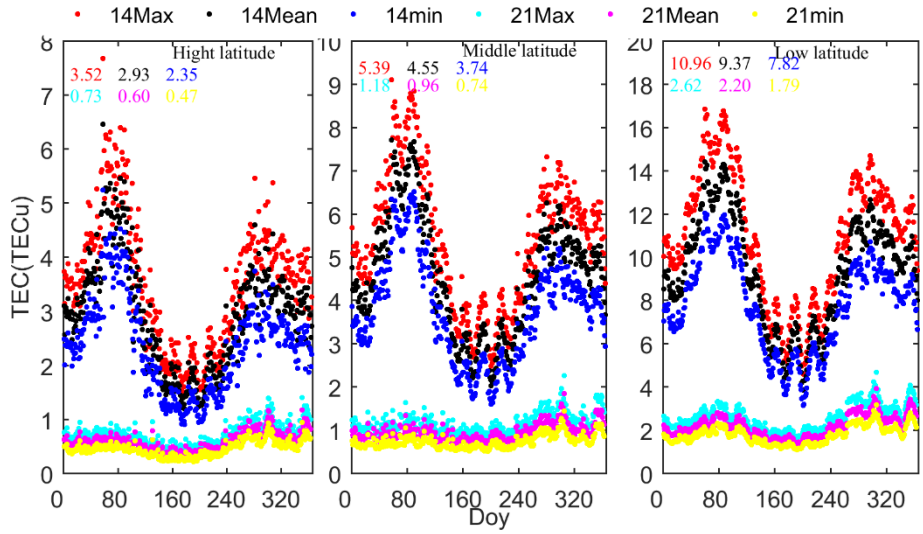 14Max 14Mean 14min 21Max 21Mean 21min
Hight latitude
3.52 2.93 2.35
0.73 0.60 0.47
Middle latitude
5.39 4.55 3.74
1.18 0.96 0.74
Low latitude
10.96 9.37 7.82
2.62 2.20 1.79
TEC(TECu)
8
7
6
5
4
3
2
1
0
0 80 160 240 320
10
9
8
7
6
5
4
3
2
1
0
0 80 160 240 320
20
18
16
14
12
10
8
6
4
2
0
0 80 160 240 320
Doy